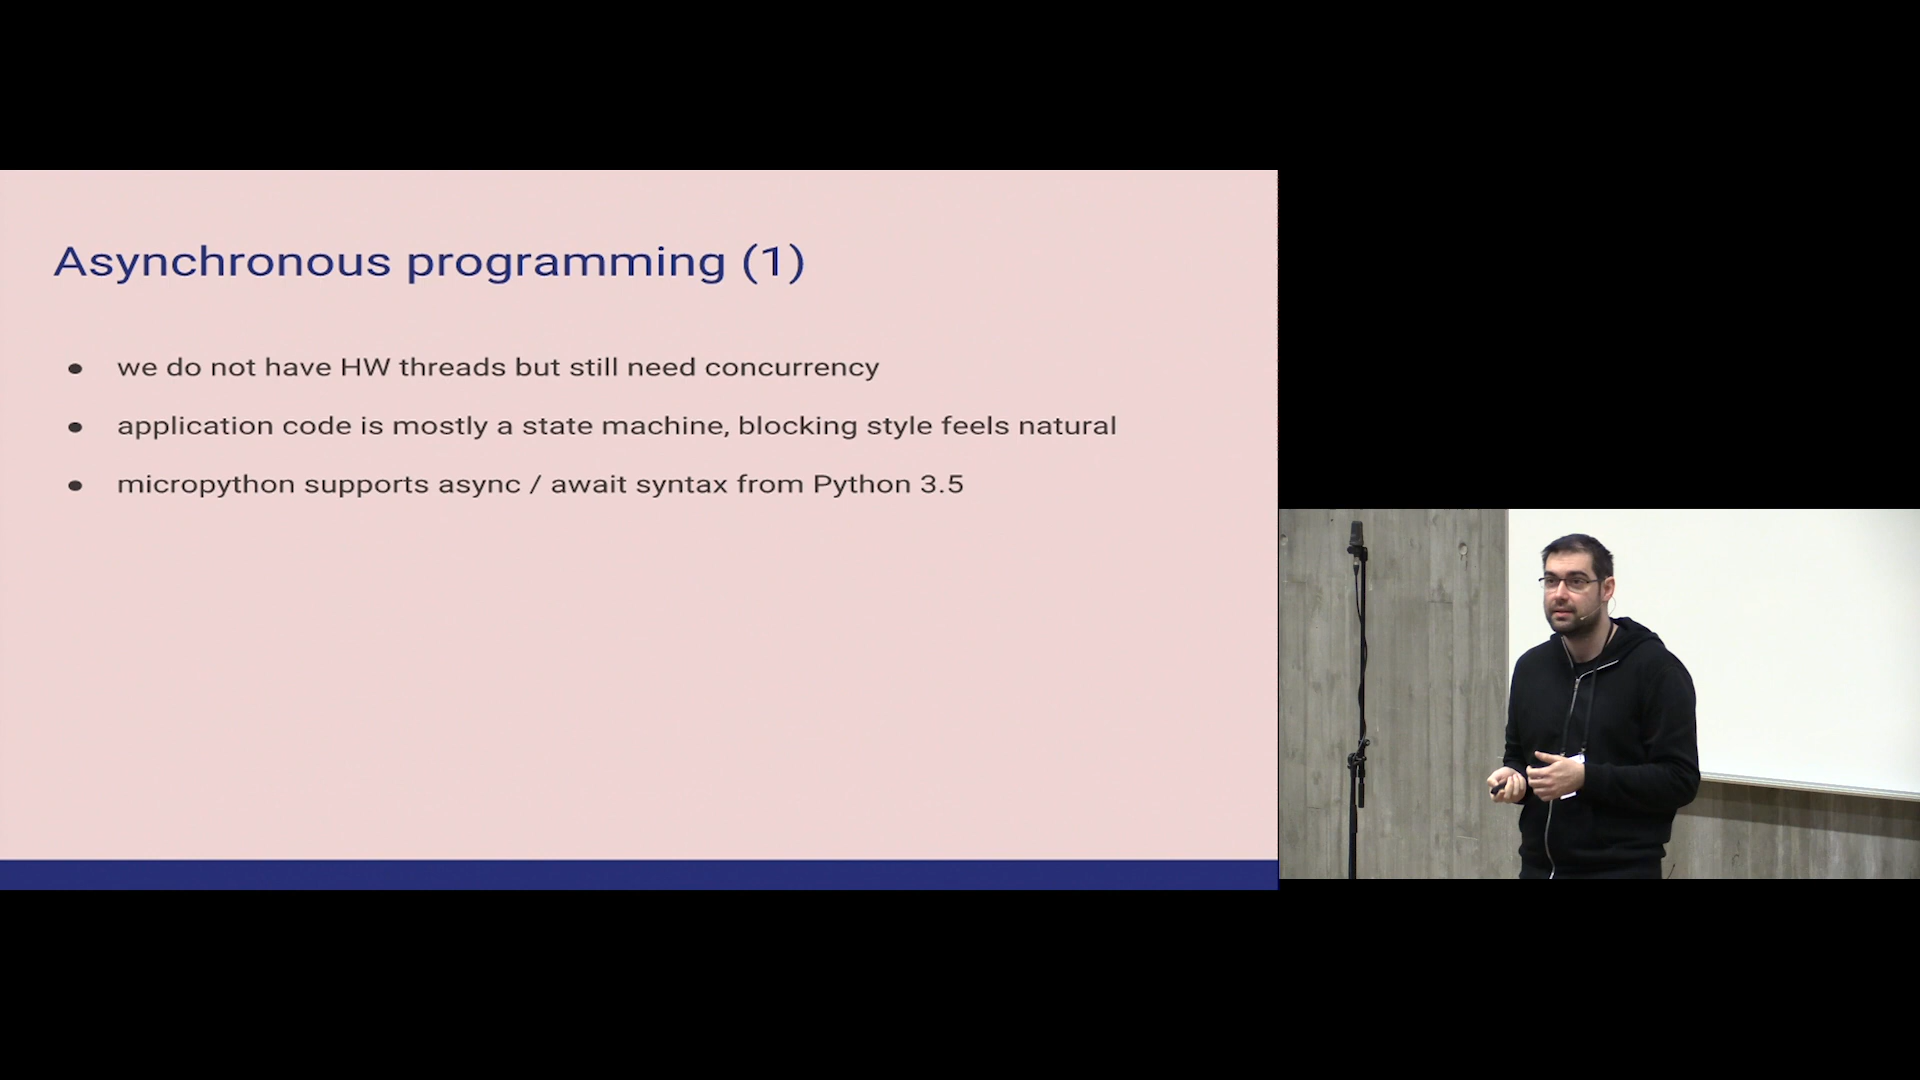 Asynchronous programming (1)
we do not have HW threads but still need concurrency
application code is mostly a state machine, blocking style feels natural
micropython supports async / await syntax from Python 3.5